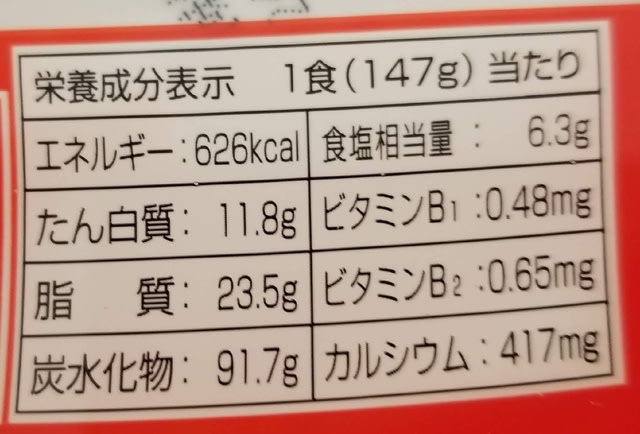 栄養成分表示 1食(147g)当たり
エネルギー:626kcal 食塩相当量: 6.3g
たん白質: 11.8g ビタミンB1:0.48mg
脂 質: 23.5g ビタミンB2:0.65mg
炭水化物: 91.7g カルシウム:417mg